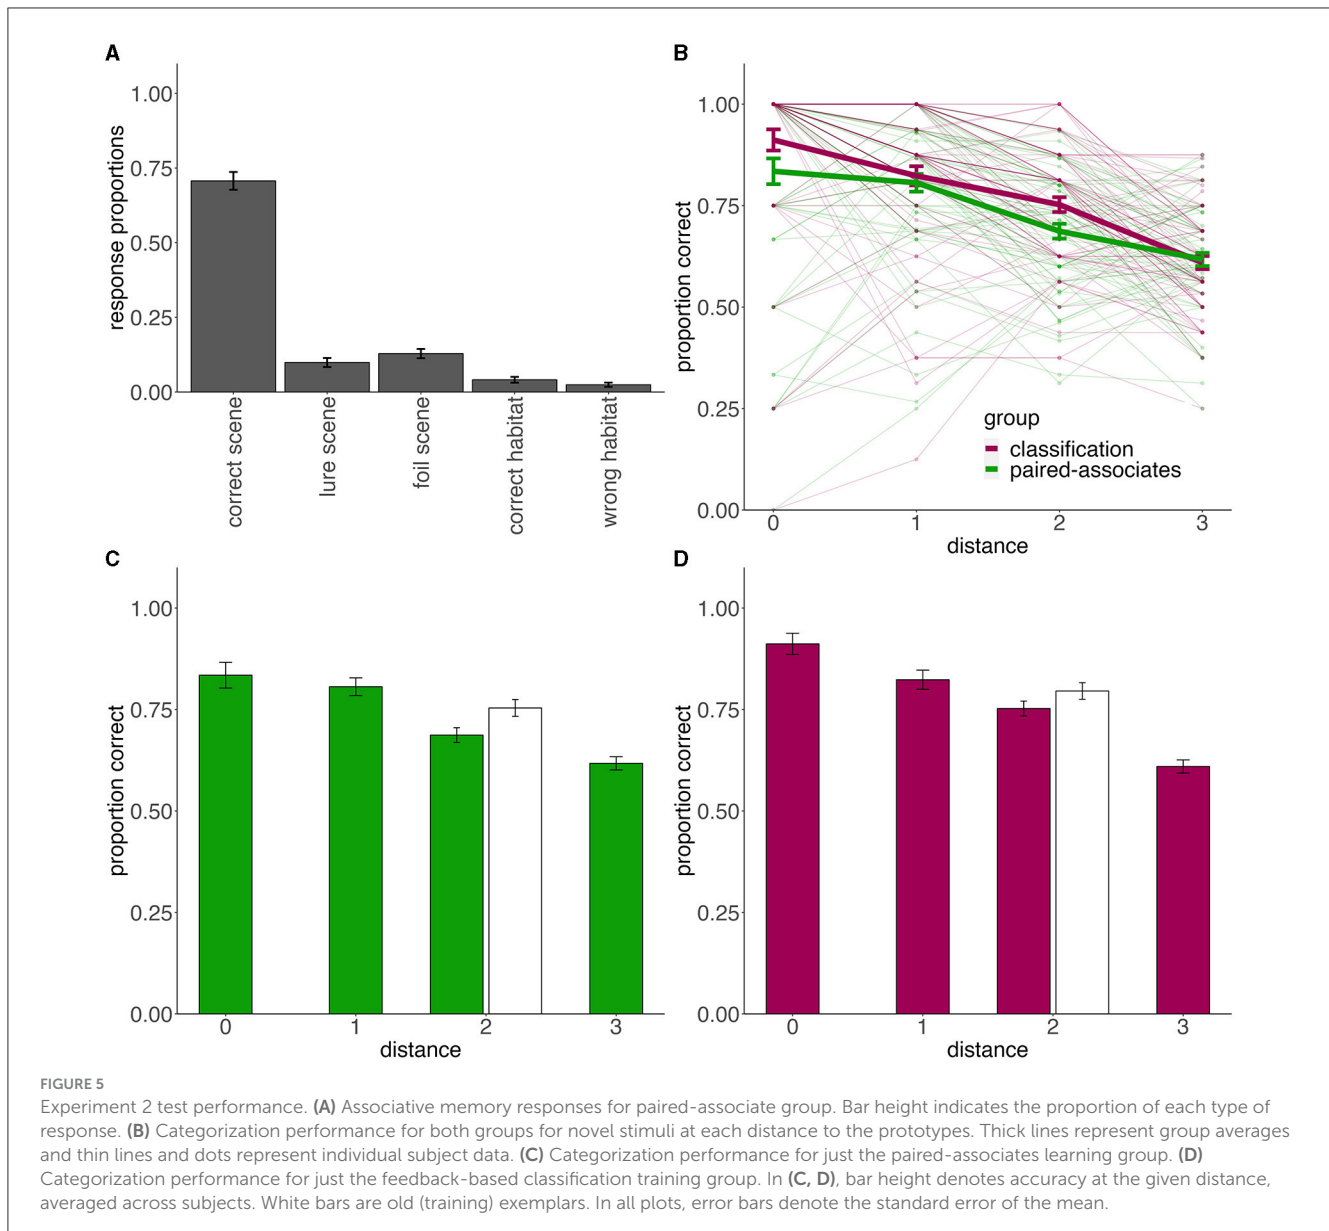 A
1.00
0.75
0.50
0.25
0.00
response proportions
correct scene
lure scene
foil scene
correct habitat
wrong habitat
B
1.00
0.75
0.50
0.25
0.00
proportion correct
group
classification
paired-associates
0 1 2 3
distance
C
1.00
0.75
0.50
0.25
0.00
proportion correct
0 1 2 3
distance
D
1.00
0.75
0.50
0.25
0.00
proportion correct
0 1 2 3
distance
FIGURE 5
Experiment 2 test performance. (A) Associative memory responses for paired-associate group. Bar height indicates the proportion of each type of
response. (B) Categorization performance for both groups for novel stimuli at each distance to the prototypes. Thick lines represent group averages
and thin lines and dots represent individual subject data. (C) Categorization performance for just the paired-associates learning group. (D)
Categorization performance for just the feedback-based classification training group. In (C, D), bar height denotes accuracy at the given distance,
averaged across subjects. White bars are old (training) exemplars. In all plots, error bars denote the standard error of the mean.